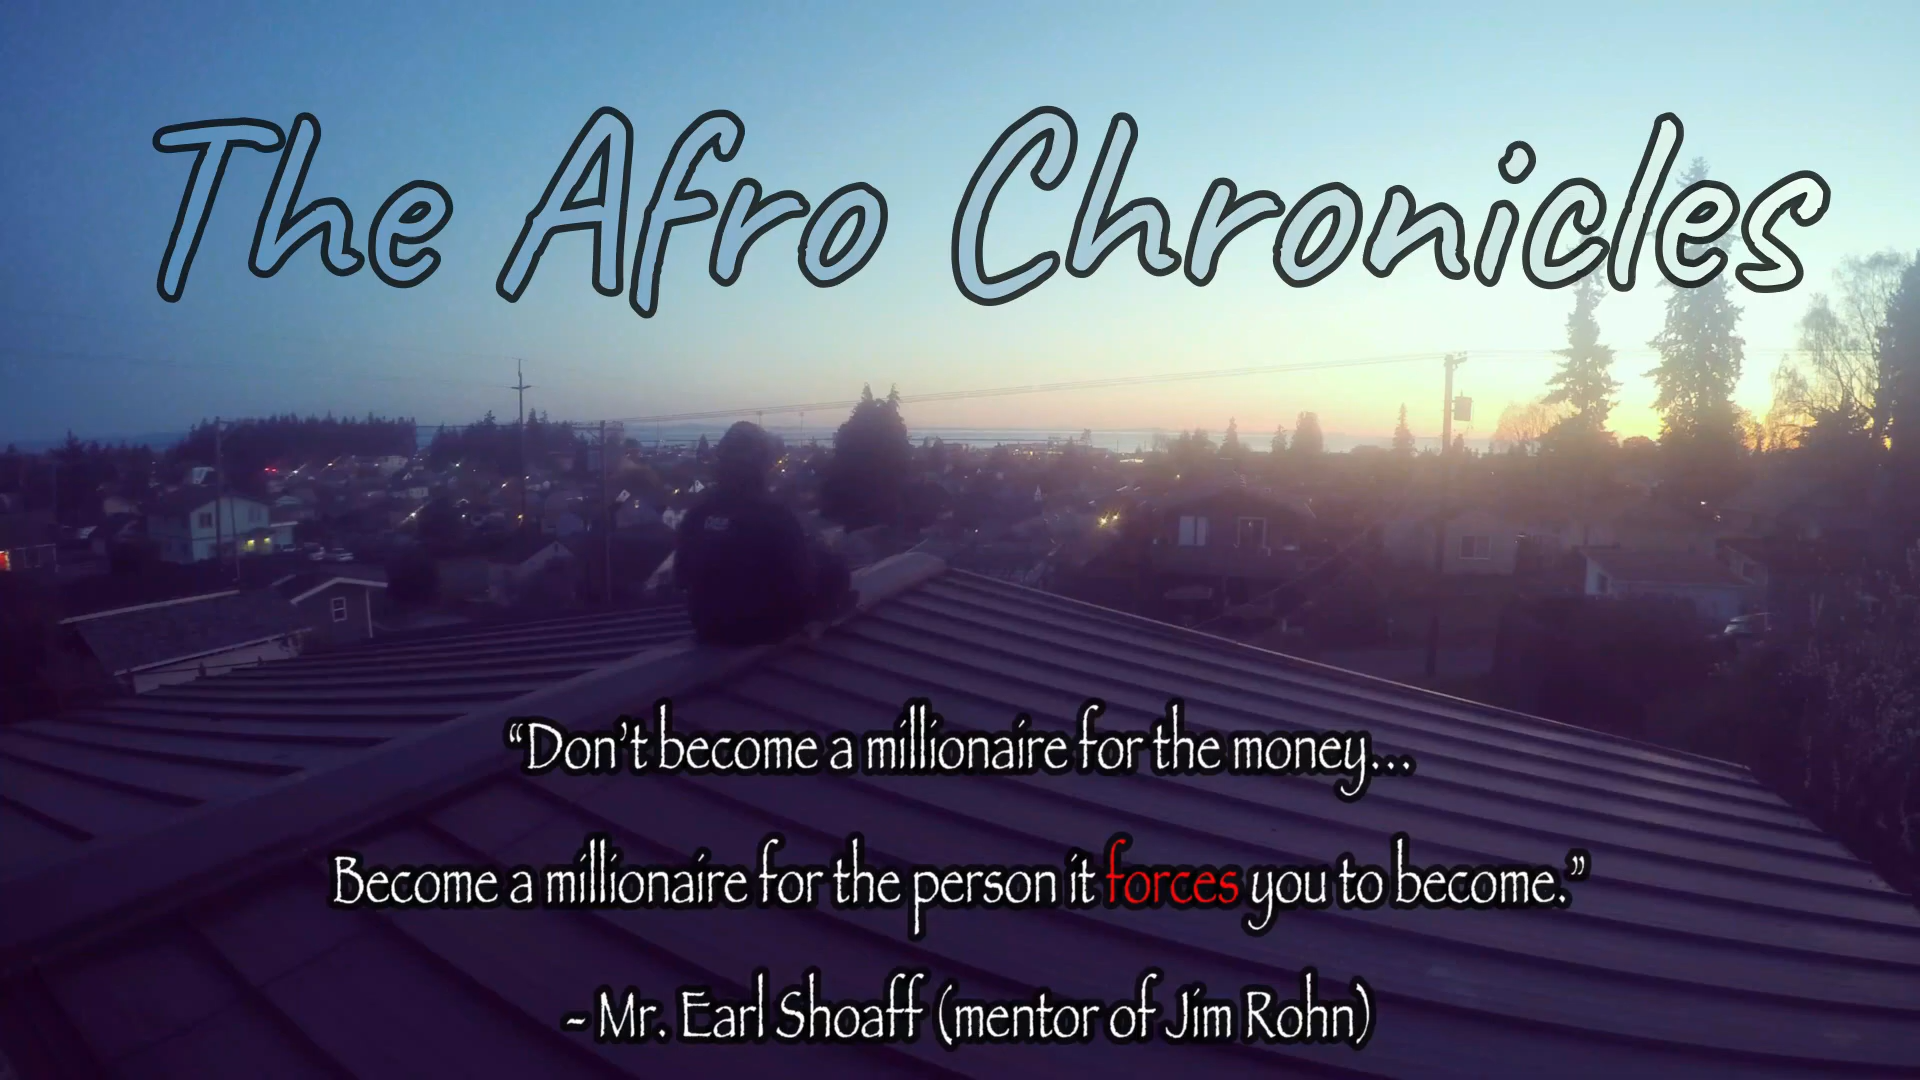 The Afro Chronicles
“Don’t become a millionaire for the money...
Become a millionaire for the person it forces you to become.”
- Mr. Earl Shoaff (mentor of Jim Rohn)